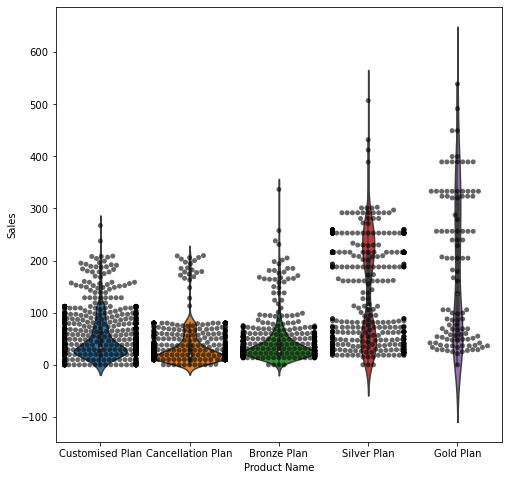 600
500
400
300
200
100
0
−100
Sales
Customised Plan Cancellation Plan Bronze Plan Silver Plan Gold Plan
Product Name